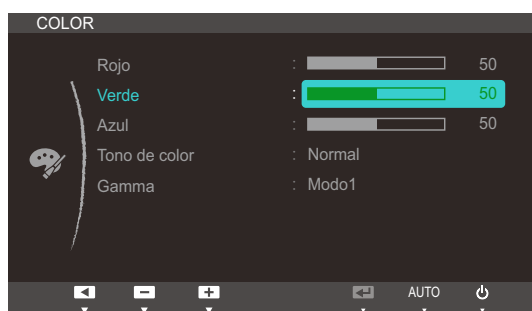 COLOR
Rojo : 50
Verde : 50
Azul : 50
Tono de color : Normal
Gamma : Modo1
AUTO